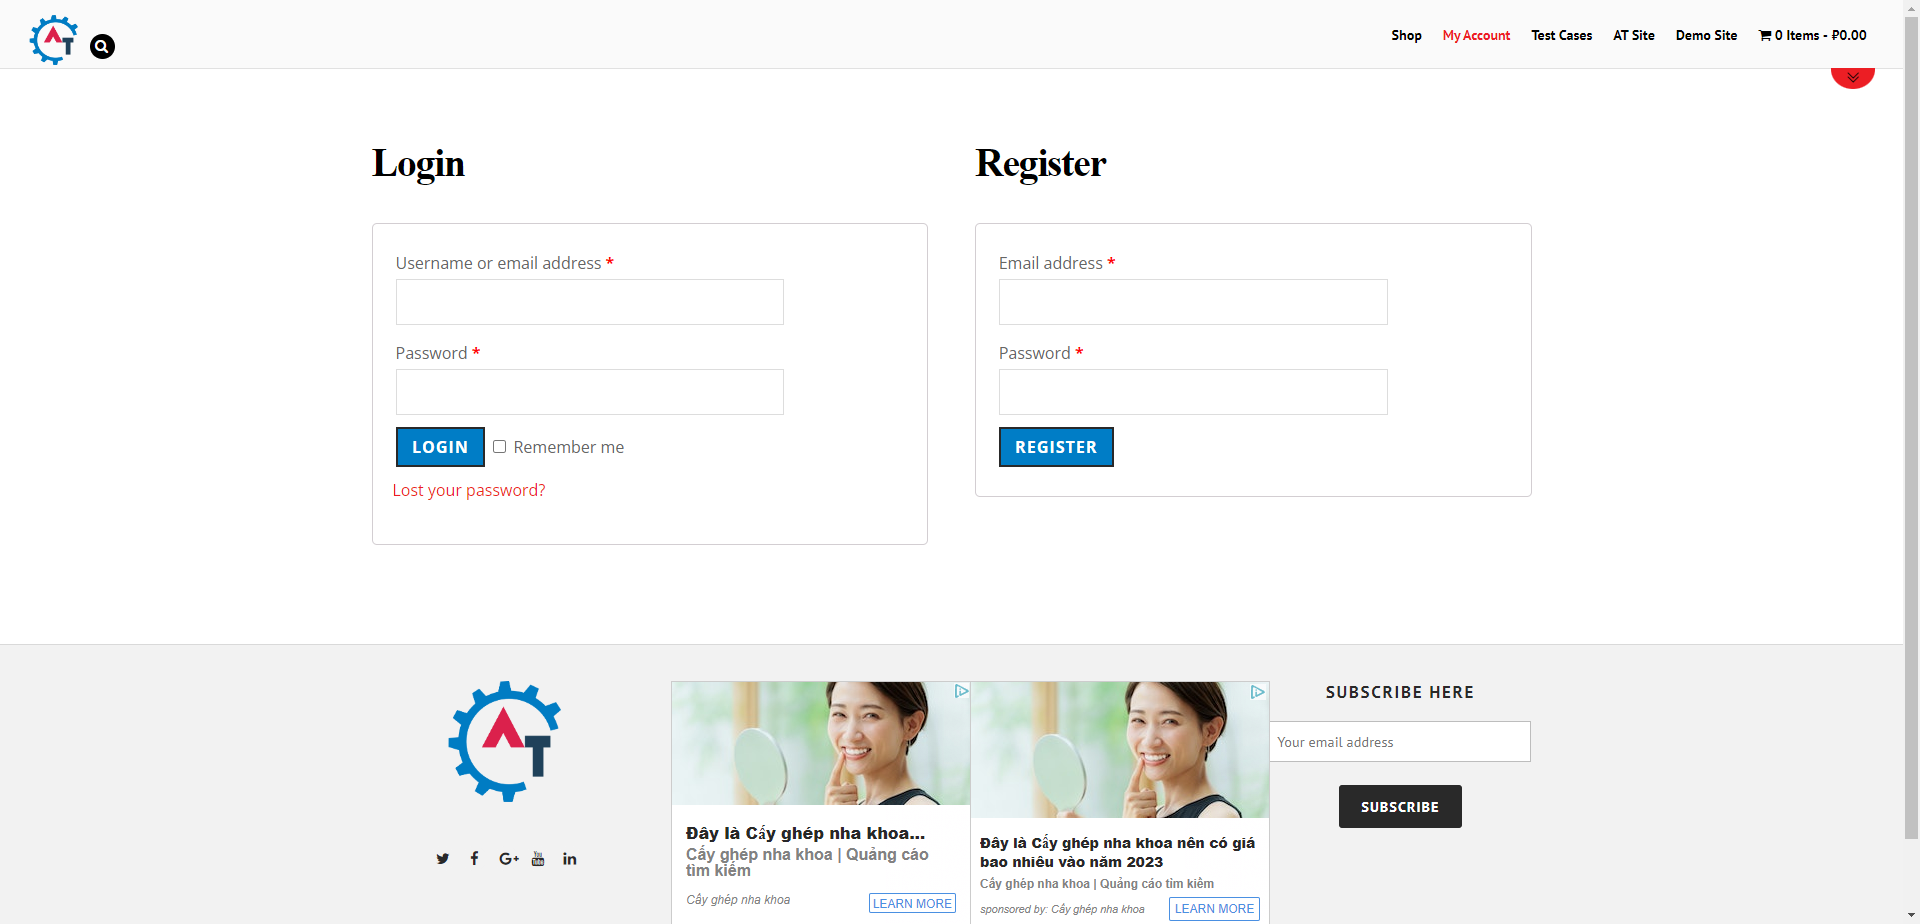 AT
Shop
My Account
Test Cases
AT Site
Demo Site
0 Items - ₽0.00
Login
Register
Username or email address *
Password *
LOGIN
Remember me
Lost your password?
Email address *
Password *
REGISTER
AT
Đây là Cấy ghép nha khoa...
Cấy ghép nha khoa | Quảng cáo
tìm kiếm
Cấy ghép nha khoa
LEARN MORE
Đây là Cấy ghép nha khoa nên có giá
bao nhiêu vào năm 2023
Cấy ghép nha khoa | Quảng cáo tìm kiếm
sponsored by: Cấy ghép nha khoa
LEARN MORE
SUBSCRIBE HERE
Your email address
SUBSCRIBE